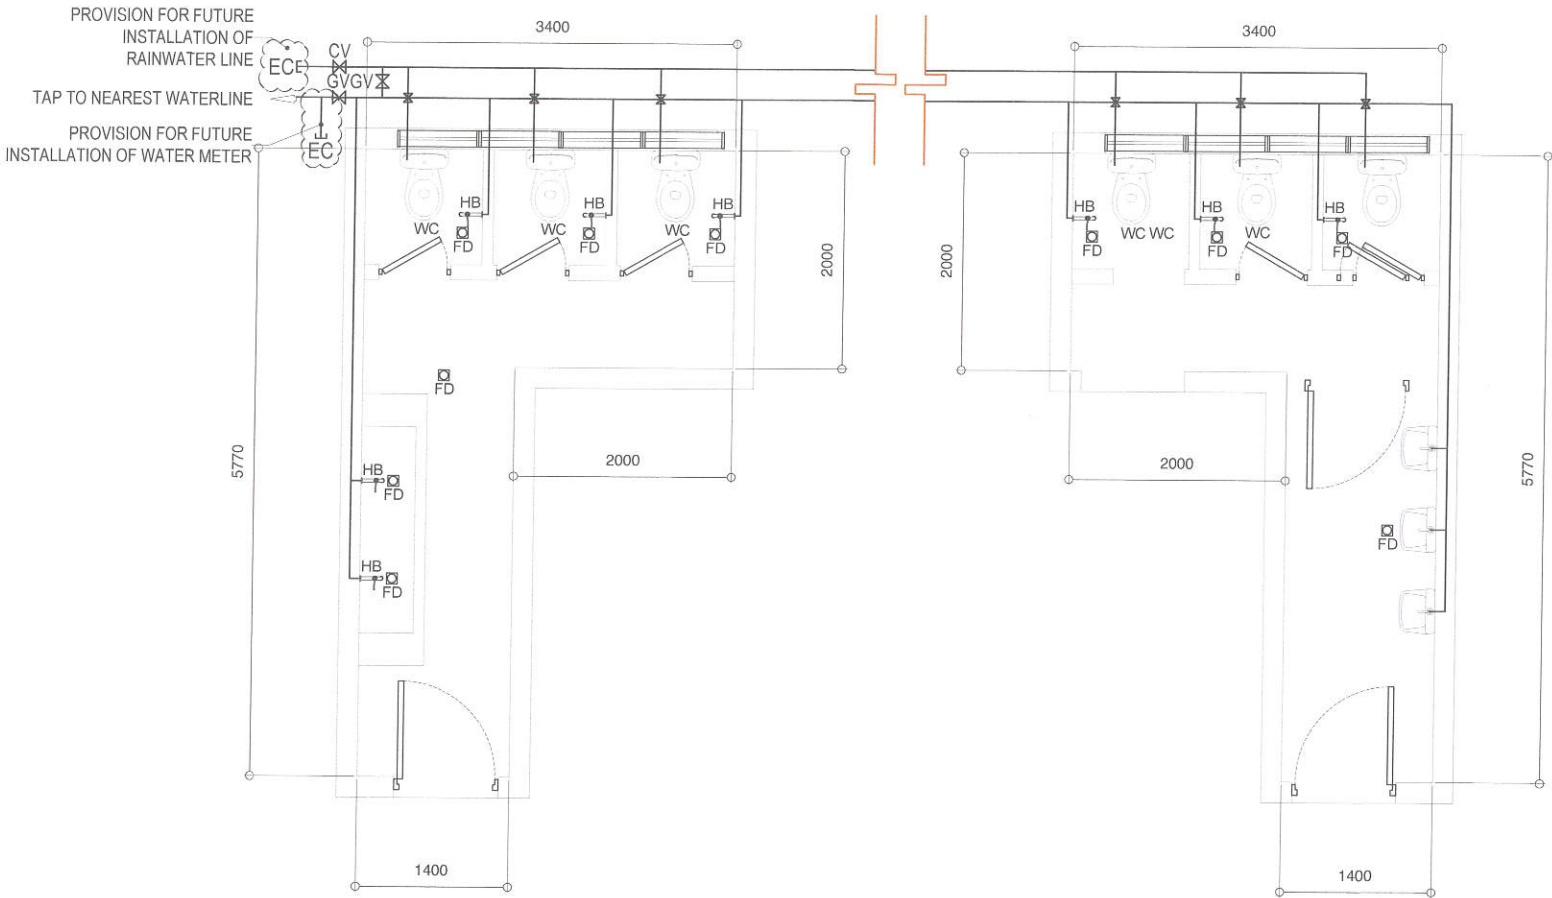 PROVISION FOR FUTURE
INSTALLATION OF
RAINWATER LINE
ECE
CV
GVGV
TAP TO NEAREST WATERLINE
PROVISION FOR FUTURE
INSTALLATION OF WATER METER
EC
3400
3400
HB
HB
HB
HB
HB
HB
WC
WC
WC
WC WC
WC
FD
FD
FD
FD
FD
FD
2000
2000
FD
5770
HB
FD
2000
2000
5770
FD
HB
FD
1400
1400